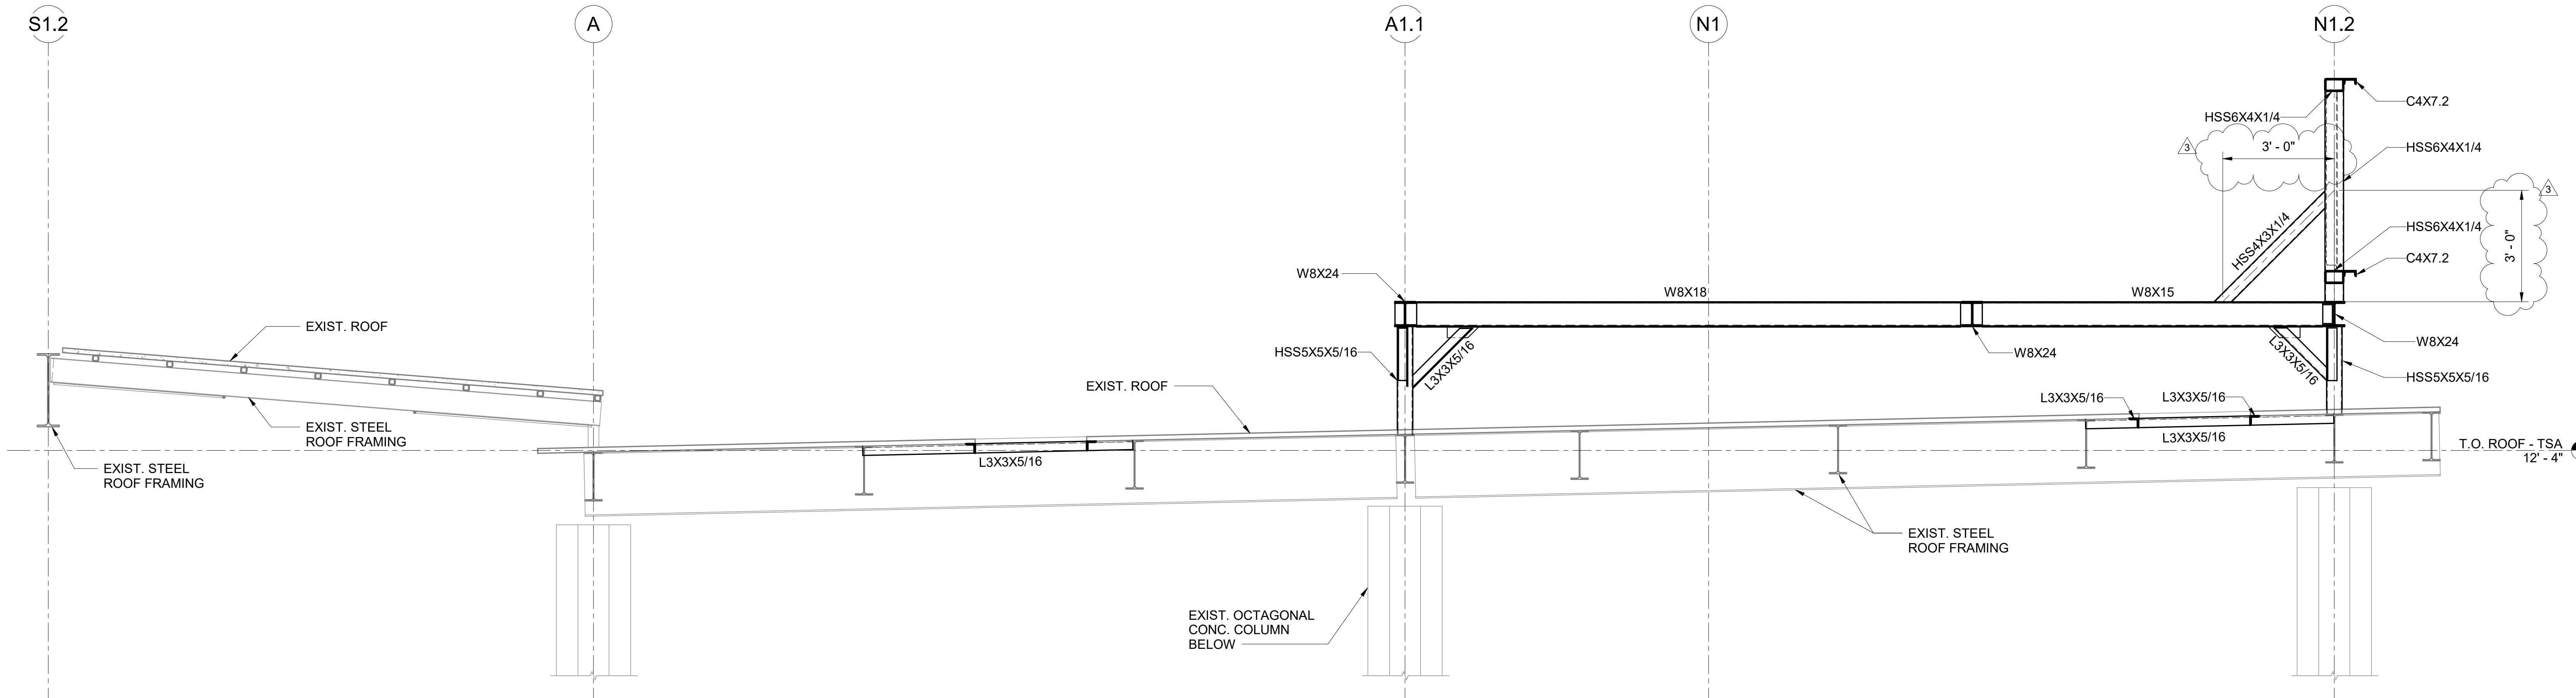 S1.2
A
A1.1
N1
N1.2
C4X7.2
HSS6X4X1/4
3
3' - 0"
HSS6X4X1/4
3
HSS4X3X1/4
HSS6X4X1/4
3' - 0"
C4X7.2
W8X24
W8X18
W8X15
EXIST. ROOF
W8X24
HSS5X5X5/16
L3X3X5/16
W8X24
L3X3X5/16
HSS5X5X5/16
EXIST. ROOF
L3X3X5/16
L3X3X5/16
EXIST. STEEL
ROOF FRAMING
L3X3X5/16
T.O. ROOF - TSA
12' - 4"
EXIST. STEEL
ROOF FRAMING
L3X3X5/16
EXIST. STEEL
ROOF FRAMING
EXIST. OCTAGONAL
CONC. COLUMN
BELOW